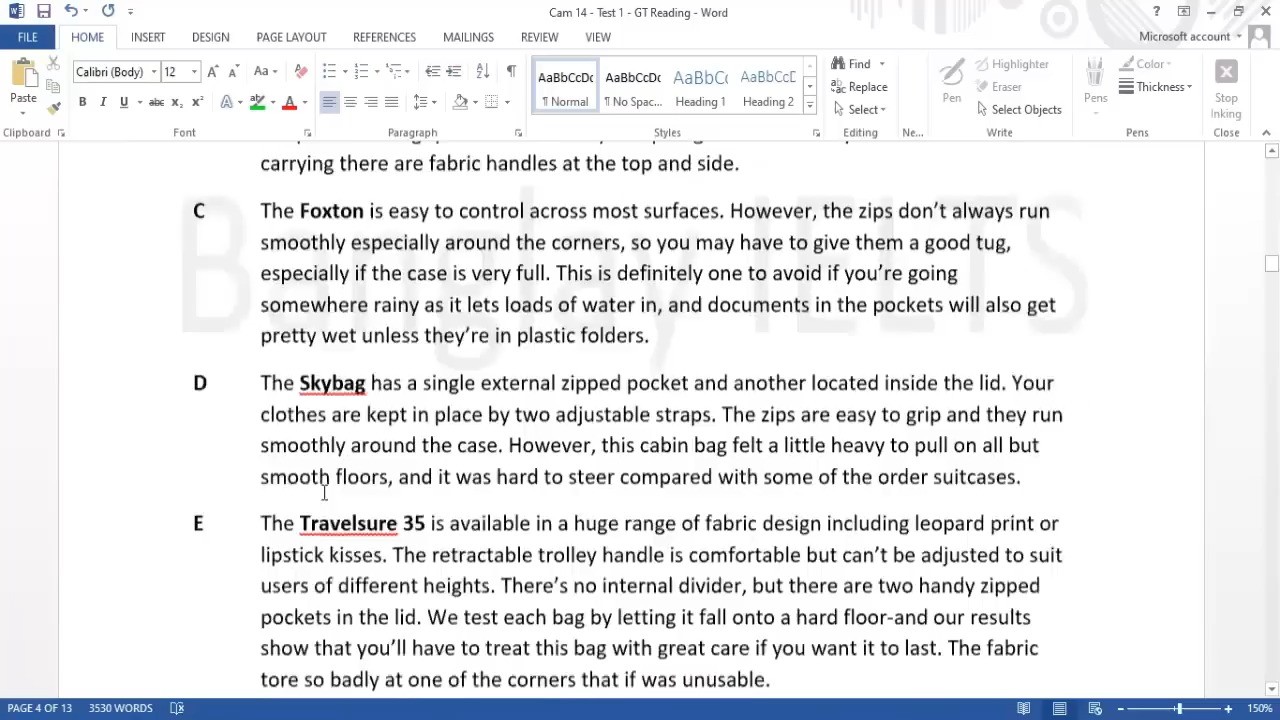 Cam 14 - Test 1 - GT Reading - Word
FILE HOME INSERT DESIGN PAGE LAYOUT REFERENCES MAILINGS REVIEW VIEW Microsoft account
Calibri (Body) 12 Aa
Paste
B I U abc x₂ x² A A
AaBbCcDc AaBbCcDc AaBbCc AaBbCcD
¶ Normal ¶ No Spac... Heading 1 Heading 2
Find
Replace
Select
Pen
Highlighter
Eraser
Select Objects
Pens
Color
Thickness
Stop
Inking
Clipboard Font Paragraph Styles Editing Ne... Write Pens Close
carrying there are fabric handles at the top and side.
C The Foxton is easy to control across most surfaces. However, the zips don’t always run
smoothly especially around the corners, so you may have to give them a good tug,
especially if the case is very full. This is definitely one to avoid if you’re going
somewhere rainy as it lets loads of water in, and documents in the pockets will also get
pretty wet unless they’re in plastic folders.
D The Skybag has a single external zipped pocket and another located inside the lid. Your
clothes are kept in place by two adjustable straps. The zips are easy to grip and they run
smoothly around the case. However, this cabin bag felt a little heavy to pull on all but
smooth floors, and it was hard to steer compared with some of the order suitcases.
E The Travelsure 35 is available in a huge range of fabric design including leopard print or
lipstick kisses. The retractable trolley handle is comfortable but can’t be adjusted to suit
users of different heights. There’s no internal divider, but there are two handy zipped
pockets in the lid. We test each bag by letting it fall onto a hard floor-and our results
show that you’ll have to treat this bag with great care if you want it to last. The fabric
tore so badly at one of the corners that if was unusable.
Banglay IELTS
PAGE 4 OF 13 3530 WORDS 150%